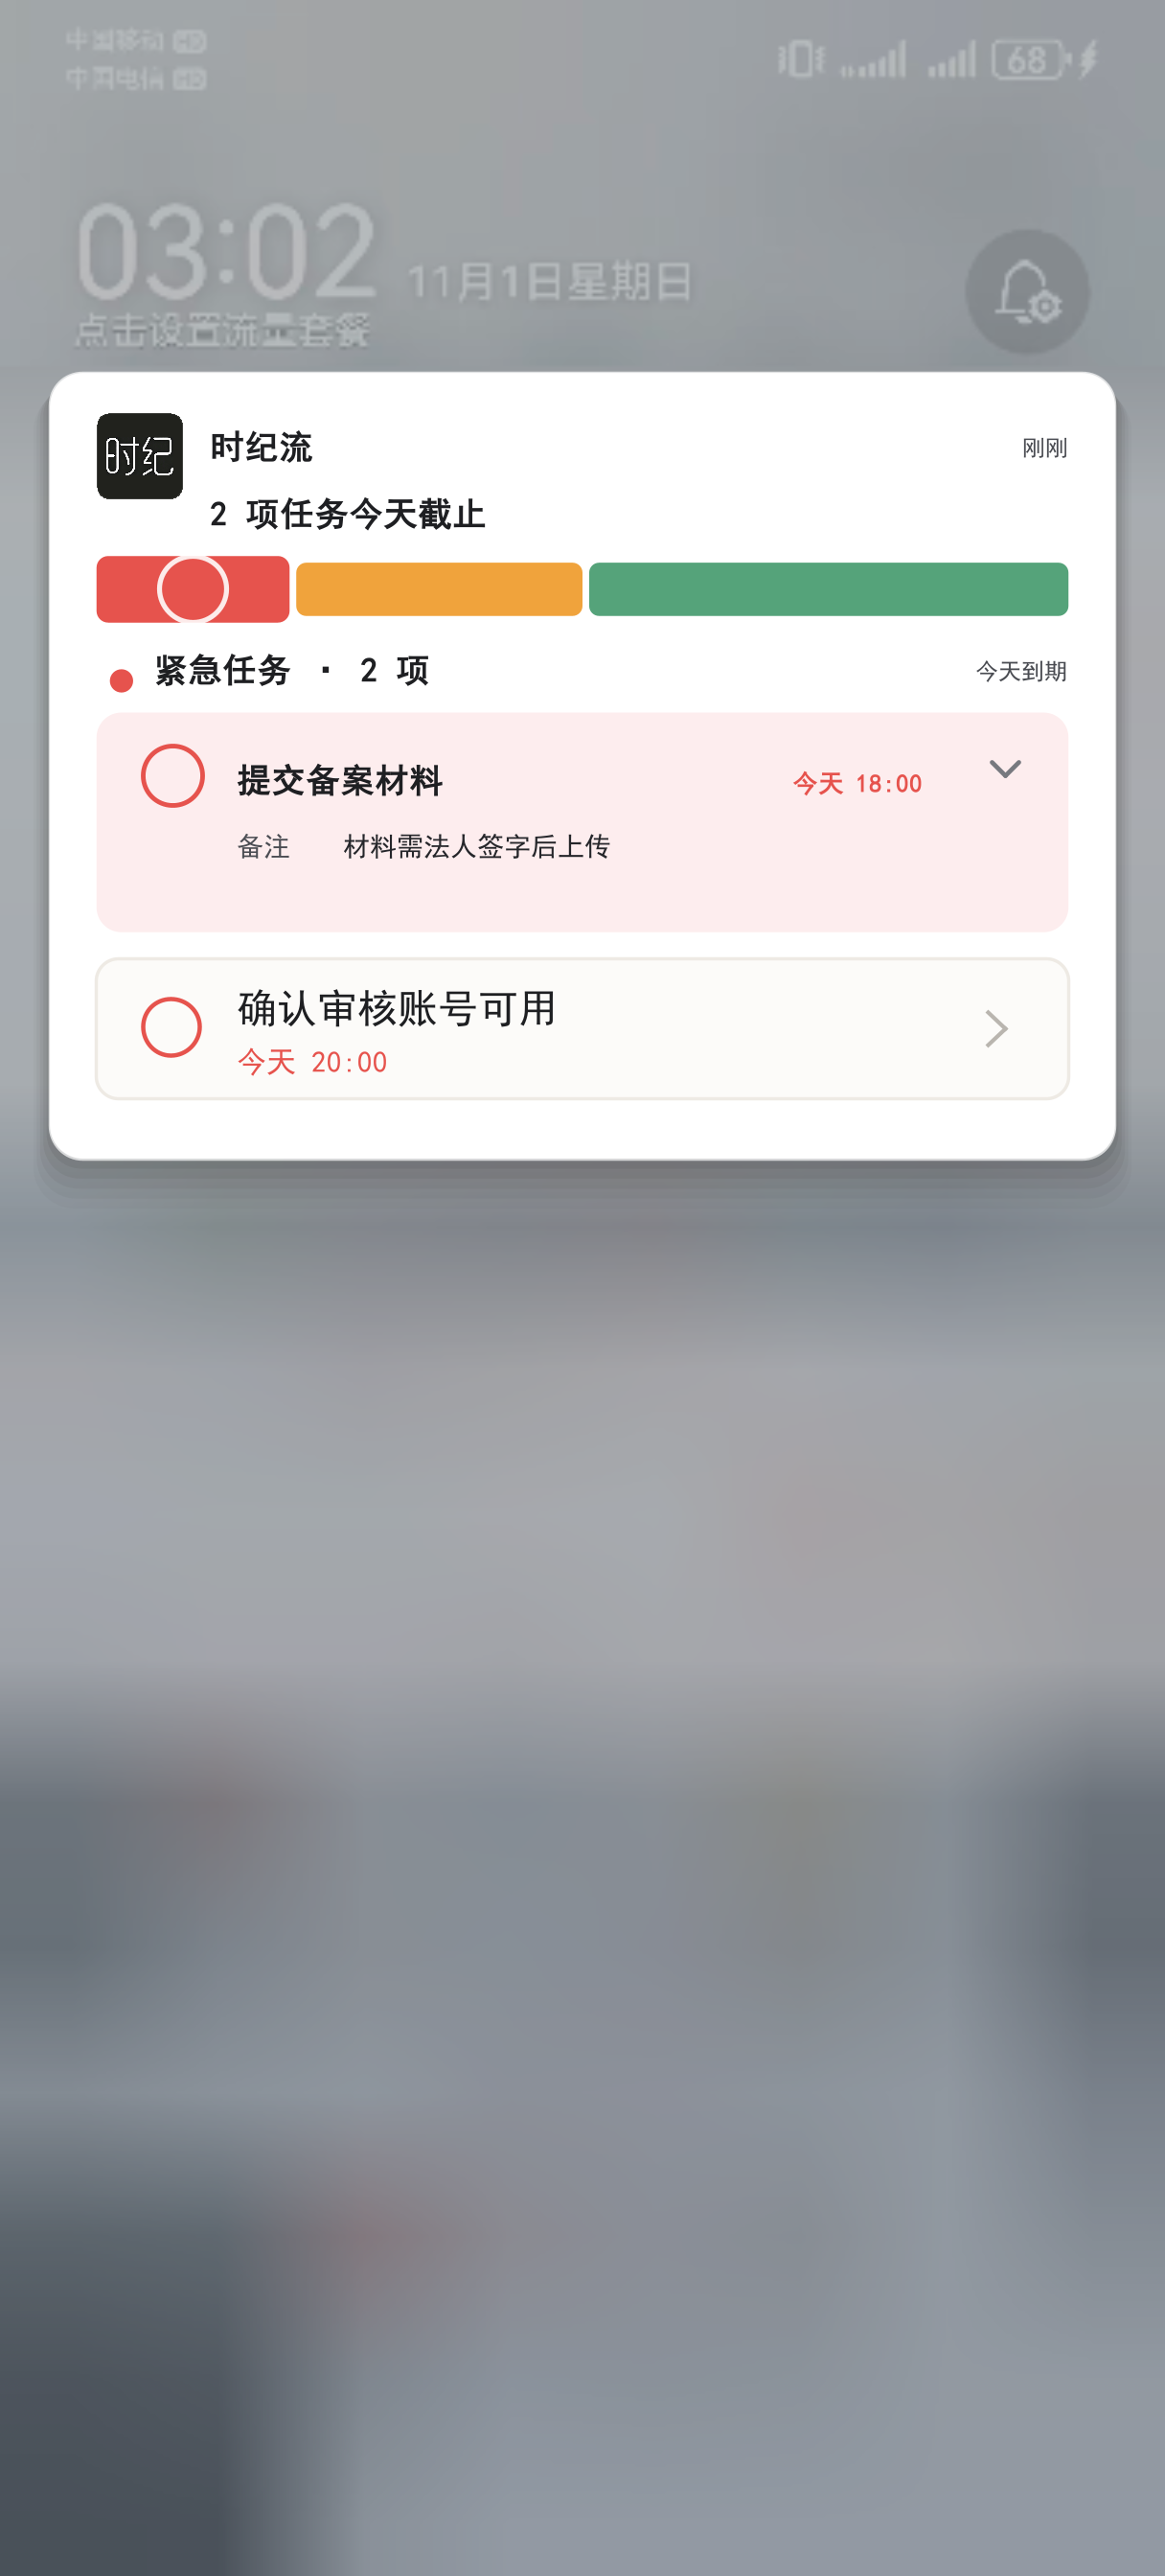 中国移动 HD
中国电信 HD
68
03:02 11月1日星期日
点击设置流量套餐
时纪 时纪流 刚刚
2 项任务今天截止
紧急任务 · 2 项 今天到期
提交备案材料 今天 18:00
备注 材料需法人签字后上传
确认审核账号可用
今天 20:00